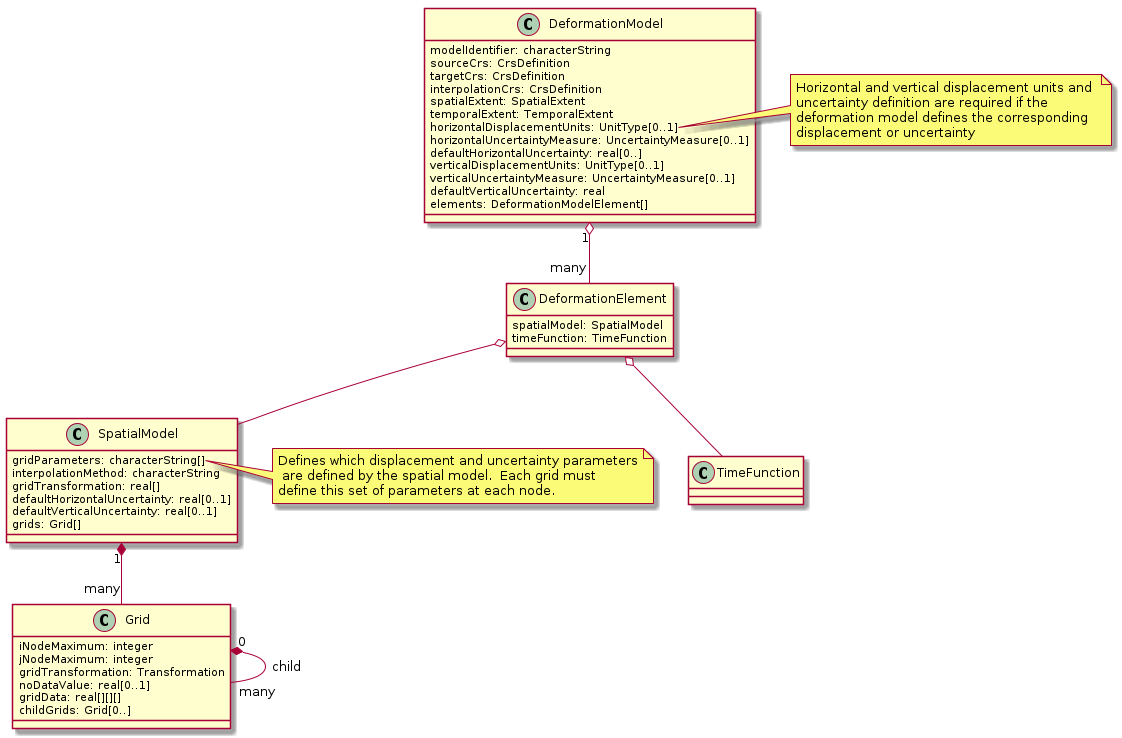 C DeformationModel
modelIdentifier: characterString
sourceCrs: CrsDefinition
targetCrs: CrsDefinition
interpolationCrs: CrsDefinition
spatialExtent: SpatialExtent
temporalExtent: TemporalExtent
horizontalDisplacementUnits: UnitType[0..1]
horizontalUncertaintyMeasure: UncertaintyMeasure[0..1]
defaultHorizontalUncertainty: real[0..]
verticalDisplacementUnits: UnitType[0..1]
verticalUncertaintyMeasure: UncertaintyMeasure[0..1]
defaultVerticalUncertainty: real
elements: DeformationModelElement[]
Horizontal and vertical displacement units and
uncertainty definition are required if the
deformation model defines the corresponding
displacement or uncertainty
1
many
C DeformationElement
spatialModel: SpatialModel
timeFunction: TimeFunction
C SpatialModel
gridParameters: characterString[]
interpolationMethod: characterString
gridTransformation: real[]
defaultHorizontalUncertainty: real[0..1]
defaultVerticalUncertainty: real[0..1]
grids: Grid[]
Defines which displacement and uncertainty parameters
are defined by the spatial model.  Each grid must
define this set of parameters at each node.
C TimeFunction
1
many
C Grid
iNodeMaximum: integer
jNodeMaximum: integer
gridTransformation: Transformation
noDataValue: real[0..1]
gridData: real[][][]
childGrids: Grid[0..]
0
child
many